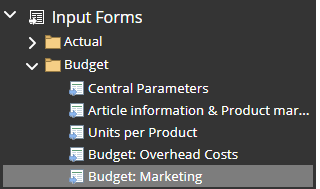 Input Forms
Actual
Budget
Central Parameters
Article information & Product mar...
Units per Product
Budget: Overhead Costs
Budget: Marketing